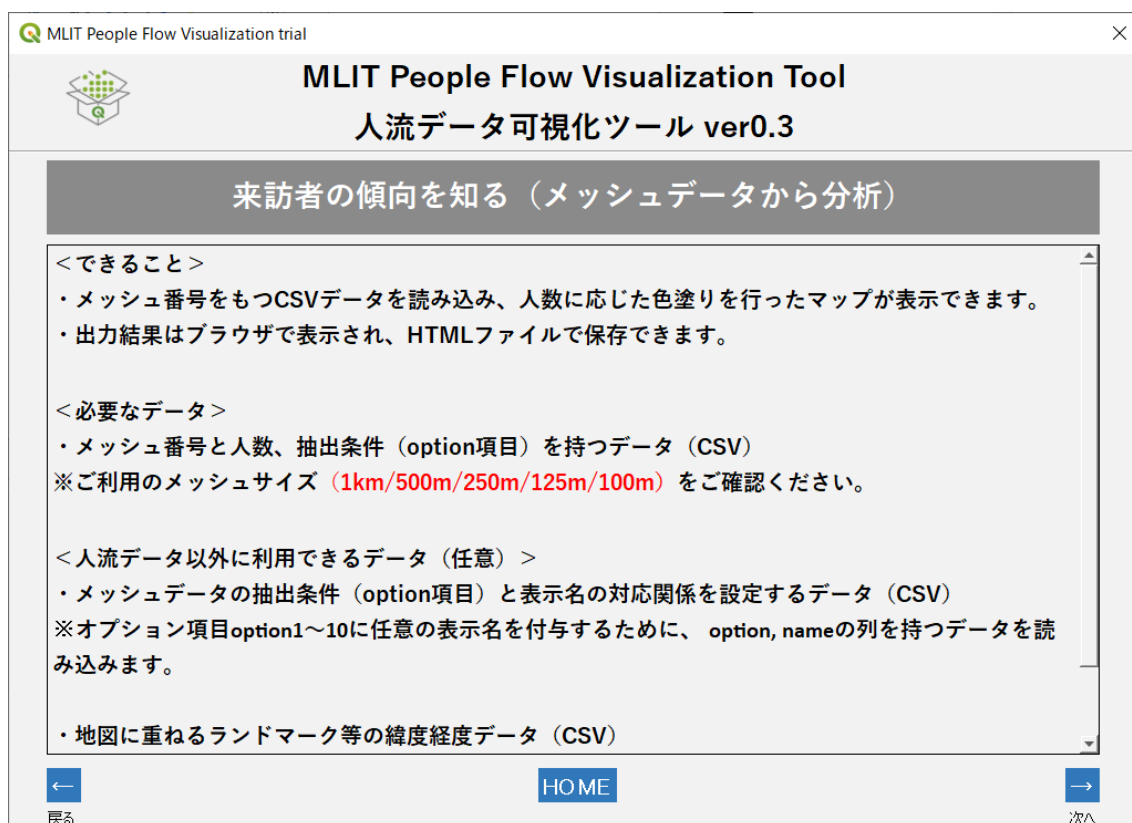 MLIT People Flow Visualization trial
MLIT People Flow Visualization Tool
人流データ可視化ツール ver0.3
来訪者の傾向を知る（メッシュデータから分析）
＜できること＞
・メッシュ番号をもつCSVデータを読み込み、人数に応じた色塗りを行ったマップが表示できます。
・出力結果はブラウザで表示され、HTMLファイルで保存できます。
＜必要なデータ＞
・メッシュ番号と人数、抽出条件（option項目）を持つデータ（CSV）
※ご利用のメッシュサイズ（1km/500m/250m/125m/100m）をご確認ください。
＜人流データ以外に利用できるデータ（任意）＞
・メッシュデータの抽出条件（option項目）と表示名の対応関係を設定するデータ（CSV）
※オプション項目option1～10に任意の表示名を付与するために、 option, nameの列を持つデータを読
み込みます。
・地図に重ねるランドマーク等の緯度経度データ（CSV）
← HOME →
戻る 次へ